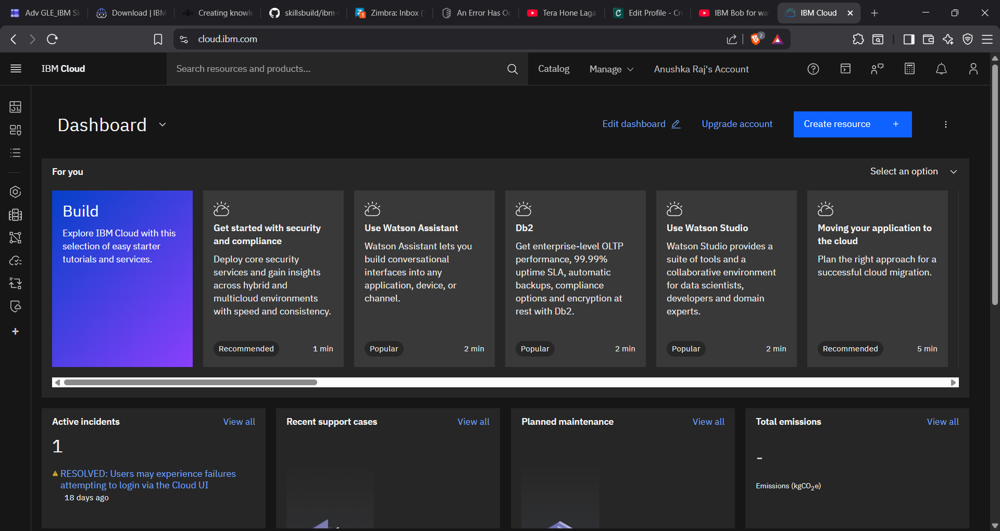 Adv GLE_IBM Sk
Download | IBM
Creating knowle
skillsbuild/ibm-
Zimbra: Inbox (
An Error Has Oc
Tera Hone Laga
Edit Profile - Cre
IBM Bob for wa
IBM Cloud
cloud.ibm.com
2
IBM Cloud
Search resources and products...
Catalog
Manage
Anushka Raj's Account
Dashboard
Edit dashboard
Upgrade account
Create resource +
For you
Select an option
Build
Explore IBM Cloud with this
selection of easy starter
tutorials and services.
Get started with security
and compliance
Deploy core security
services and gain insights
across hybrid and
multicloud environments
with speed and consistency.
Recommended 1 min
Use Watson Assistant
Watson Assistant lets you
build conversational
interfaces into any
application, device, or
channel.
Popular 2 min
Db2
Get enterprise-level OLTP
performance, 99.99%
uptime SLA, automatic
backups, compliance
options and encryption at
rest with Db2.
Popular 2 min
Use Watson Studio
Watson Studio provides a
suite of tools and a
collaborative environment
for data scientists,
developers and domain
experts.
Popular 2 min
Moving your application to
the cloud
Plan the right approach for a
successful cloud migration.
Recommended 5 min
Active incidents View all
1
RESOLVED: Users may experience failures
attempting to login via the Cloud UI
18 days ago
Recent support cases View all
Planned maintenance View all
Total emissions View all
-
Emissions (kgCO2e)